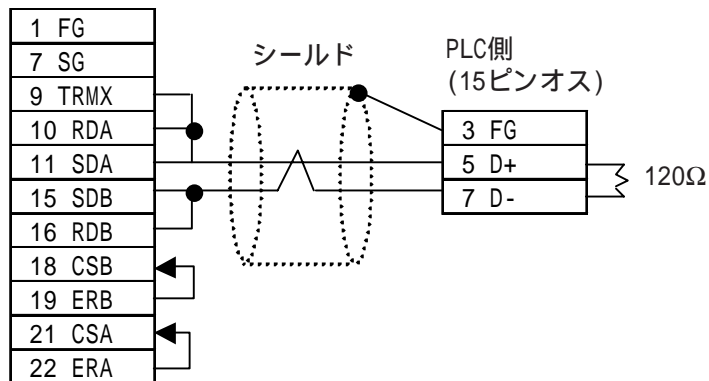 1 FG
7 SG
9 TRMX
10 RDA
11 SDA
15 SDB
16 RDB
18 CSB
19 ERB
21 CSA
22 ERA
シールド
PLC側
(15ピンオス)
3 FG
5 D+
7 D-
120Ω